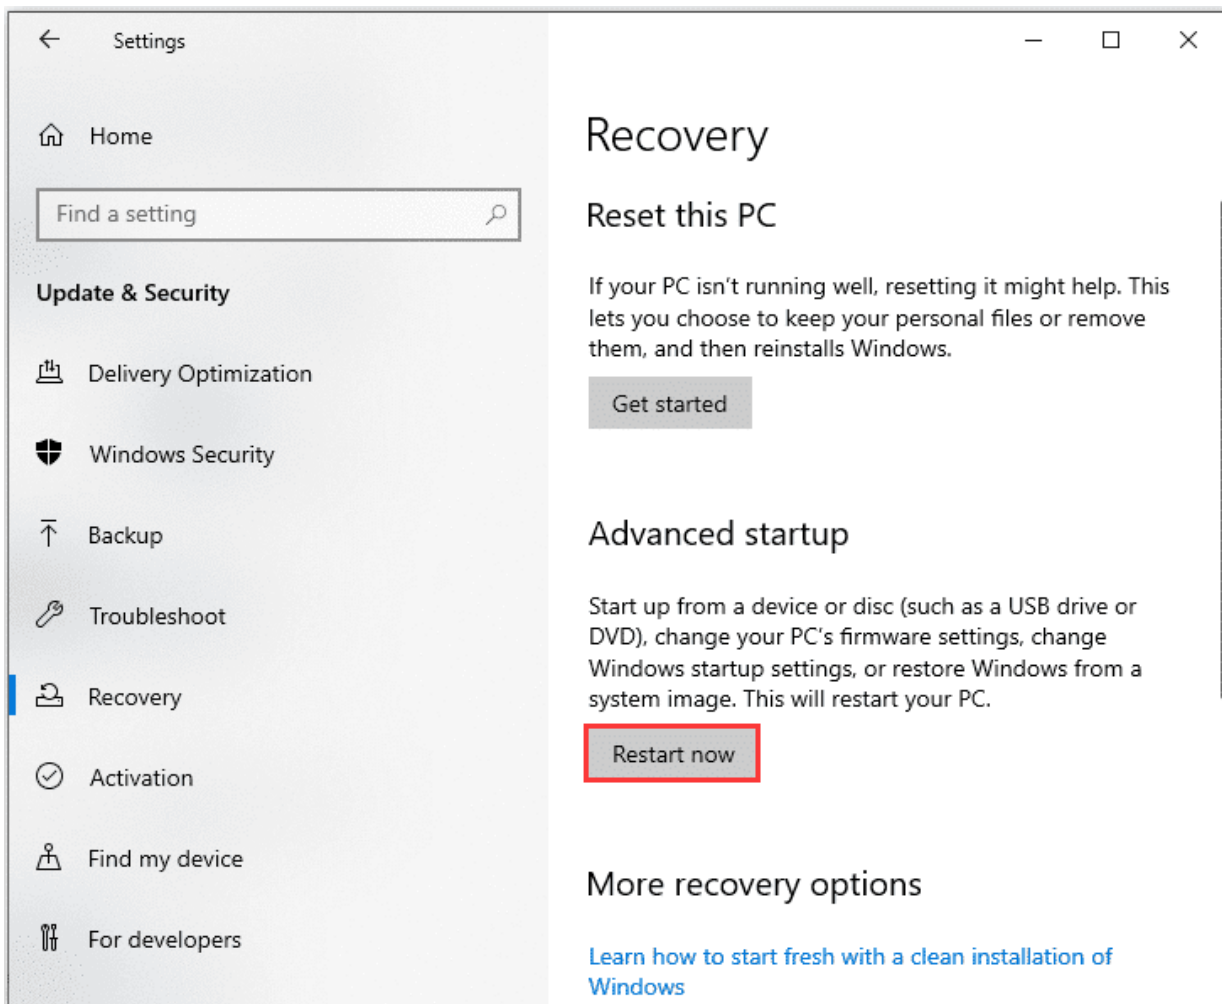 Settings
Home
Find a setting
Update & Security
Delivery Optimization
Windows Security
Backup
Troubleshoot
Recovery
Activation
Find my device
For developers
Recovery
Reset this PC
If your PC isn't running well, resetting it might help. This
lets you choose to keep your personal files or remove
them, and then reinstalls Windows.
Get started
Advanced startup
Start up from a device or disc (such as a USB drive or
DVD), change your PC's firmware settings, change
Windows startup settings, or restore Windows from a
system image. This will restart your PC.
Restart now
More recovery options
Learn how to start fresh with a clean installation of
Windows